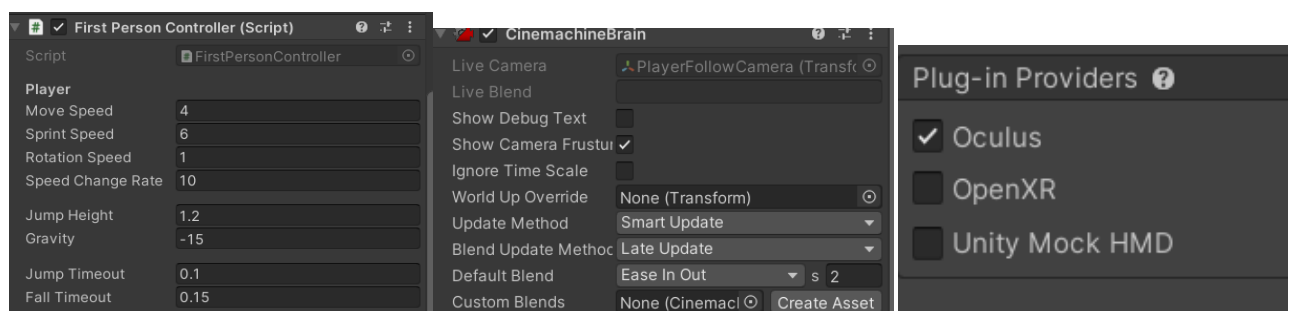 First Person Controller (Script)
Script FirstPersonController
Player
Move Speed 4
Sprint Speed 6
Rotation Speed 1
Speed Change Rate 10
Jump Height 1.2
Gravity -15
Jump Timeout 0.1
Fall Timeout 0.15
CinemachineBrain
Live Camera PlayerFollowCamera (Transfo
Live Blend
Show Debug Text
Show Camera Frustur
Ignore Time Scale
World Up Override None (Transform)
Update Method Smart Update
Blend Update Method Late Update
Default Blend Ease In Out s 2
Custom Blends None (Cinemacl Create Asset
Plug-in Providers
Oculus
OpenXR
Unity Mock HMD